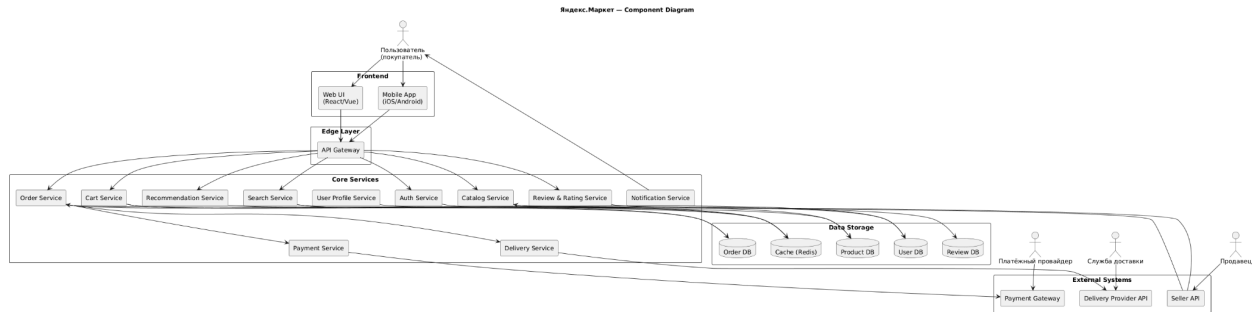 Яндекс.Маркет — Component Diagram
Пользователь
(покупатель)
Frontend
Web UI
(React/Vue)
Mobile App
(iOS/Android)
Edge Layer
API Gateway
Core Services
Order Service
Cart Service
Recommendation Service
Search Service
User Profile Service
Auth Service
Catalog Service
Review & Rating Service
Notification Service
Payment Service
Delivery Service
Data Storage
Order DB
Cache (Redis)
Product DB
User DB
Review DB
Платёжный провайдер
Служба доставки
Продавец
External Systems
Payment Gateway
Delivery Provider API
Seller API